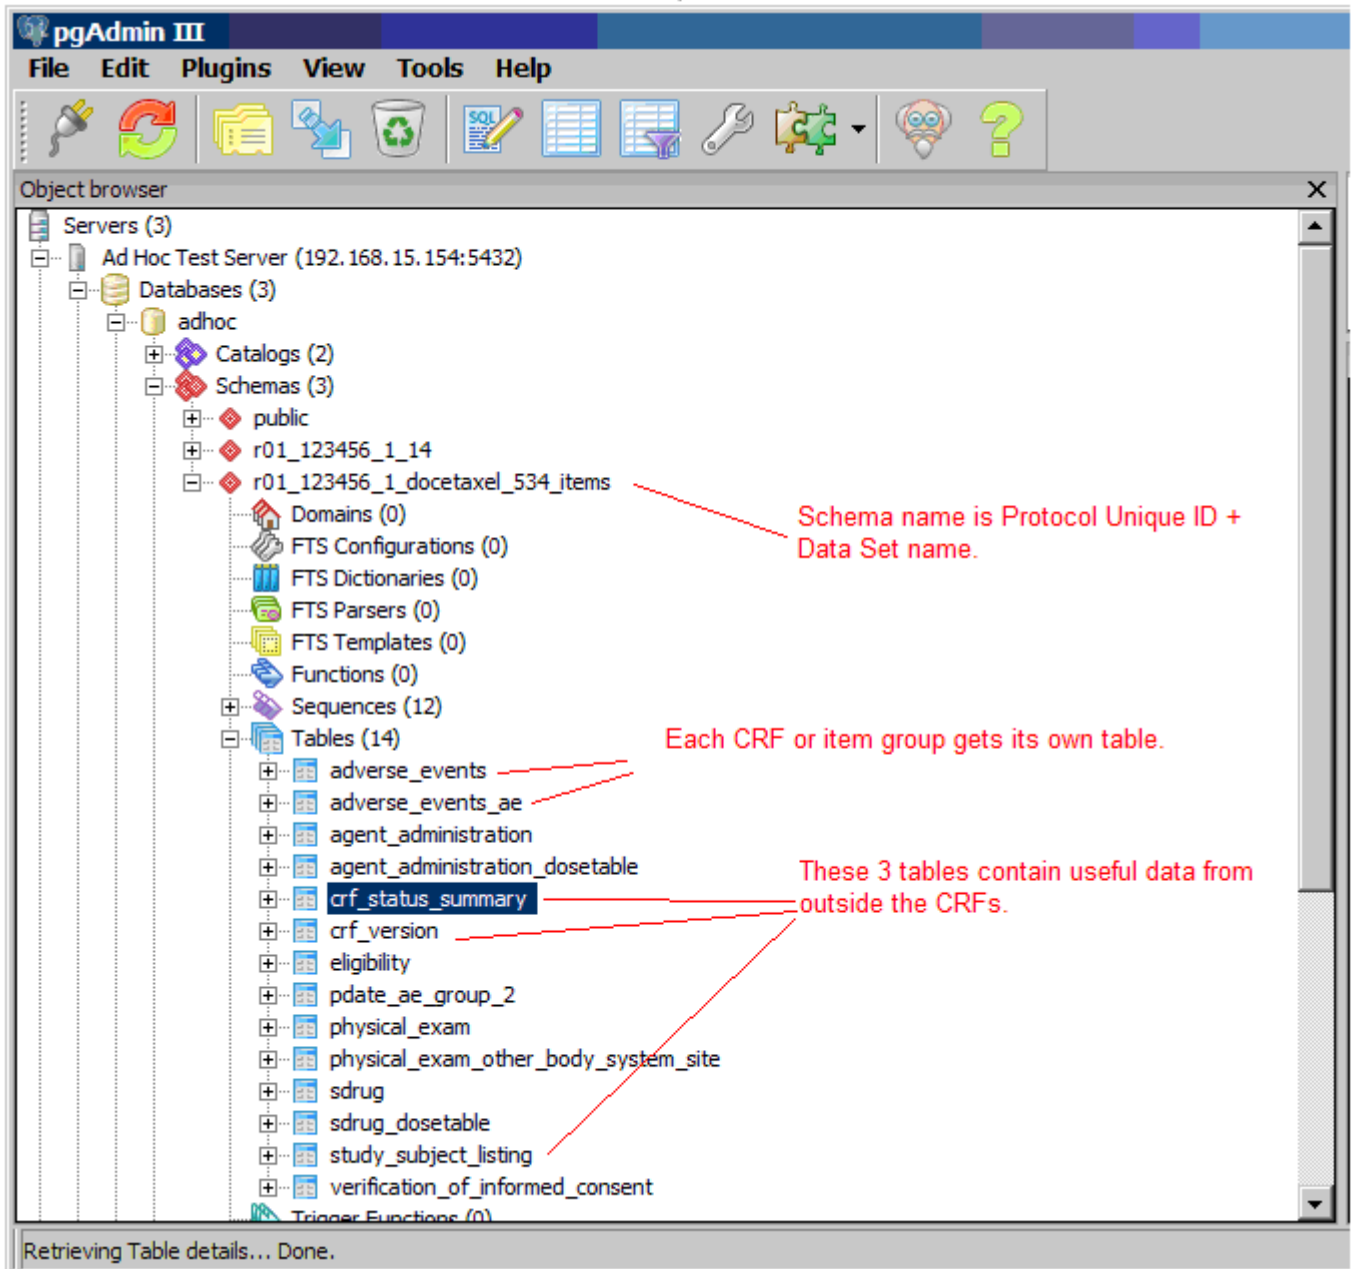 pgAdmin III
File Edit Plugins View Tools Help
SQL
Object browser
Servers (3)
Ad Hoc Test Server (192.168.15.154:5432)
Databases (3)
adhoc
Catalogs (2)
Schemas (3)
public
r01_123456_1_14
r01_123456_1_docetaxel_534_items
Schema name is Protocol Unique ID +
Data Set name.
Domains (0)
FTS Configurations (0)
FTS Dictionaries (0)
FTS Parsers (0)
FTS Templates (0)
Functions (0)
Sequences (12)
Tables (14)
Each CRF or item group gets its own table.
adverse_events
adverse_events_ae
agent_administration
agent_administration_dosetable
These 3 tables contain useful data from
outside the CRFs.
crf_status_summary
crf_version
eligibility
pdate_ae_group_2
physical_exam
physical_exam_other_body_system_site
sdrug
sdrug_dosetable
study_subject_listing
verification_of_informed_consent
Trigger Functions (0)
Retrieving Table details... Done.